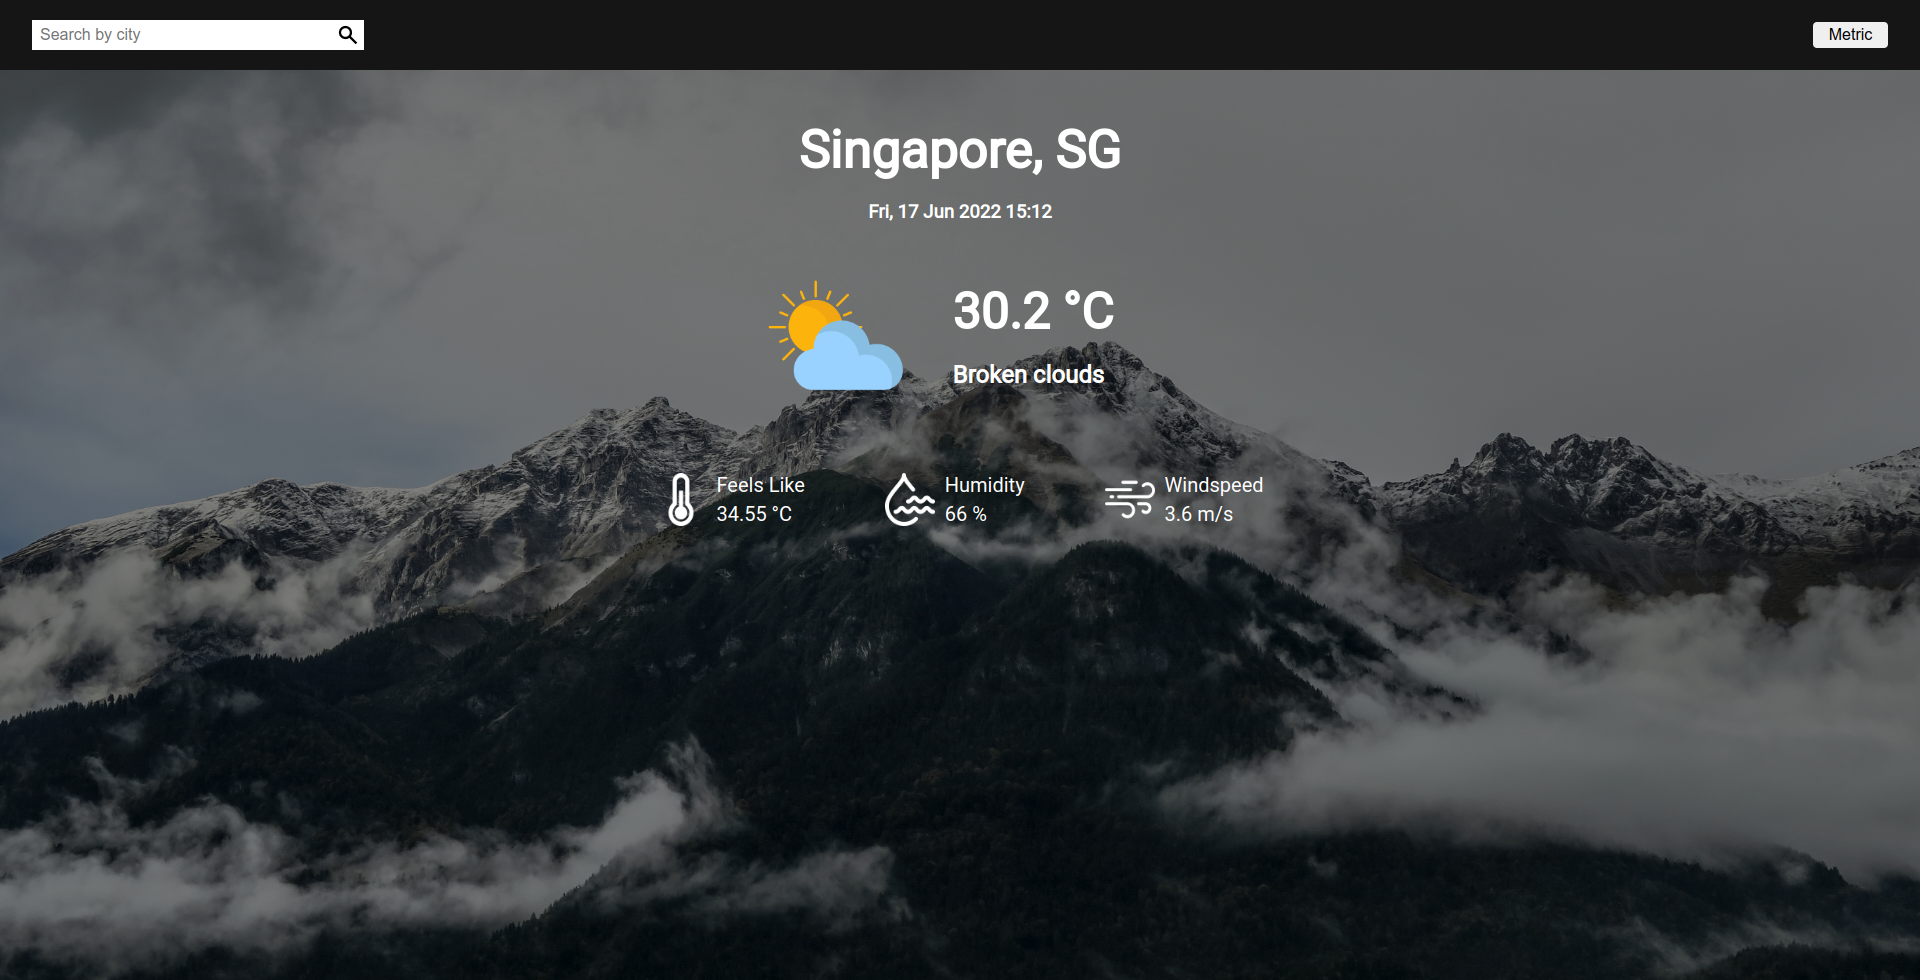 Search by city
Metric
Singapore, SG
Fri, 17 Jun 2022 15:12
30.2 °C
Broken clouds
Feels Like
34.55 °C
Humidity
66 %
Windspeed
3.6 m/s